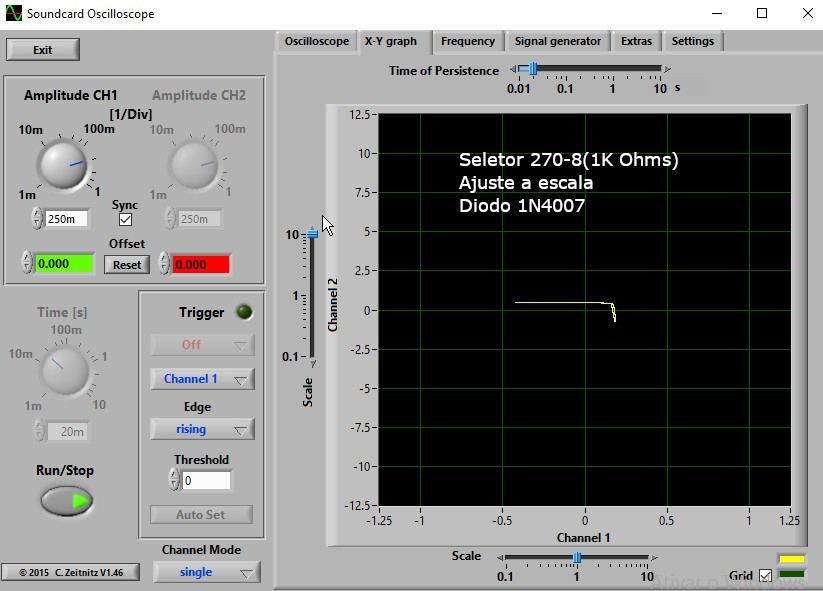 Soundcard Oscilloscope
Exit
Oscilloscope X-Y graph Frequency Signal generator Extras Settings
Time of Persistence
0.01 0.1 1 10 s
Amplitude CH1 Amplitude CH2
[1/Div]
10m 100m 10m 100m
1m 1 1m 1
Sync
250m 250m
Offset
0.000 Reset 0.000
Time [s]
100m
10m 1
1m 10
20m
Run/Stop
Trigger
Off
Channel 1
Edge
rising
Threshold
0
Auto Set
Channel Mode
single
© 2015 C. Zeitnitz V1.46
10
1
0.1
Scale
Channel 2
12.5
10
7.5
5
2.5
0
-2.5
-5
-7.5
-10
-12.5
Seletor 270-8(1K Ohms)
Ajuste a escala
Diodo 1N4007
-1.25 -1 -0.5 0 0.5 1 1.25
Channel 1
Scale
0.1 1 10
Grid
Ativar o Windows